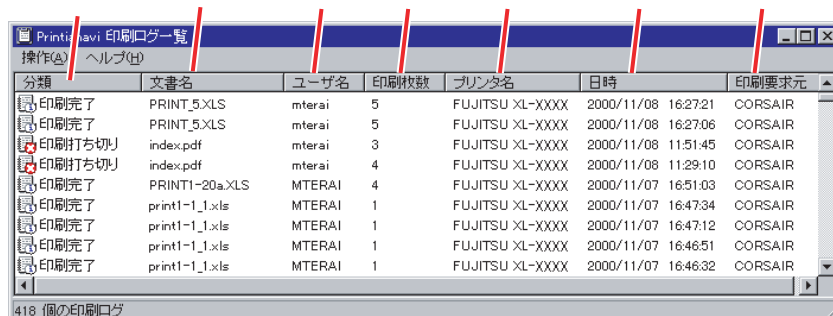 Printianavi 印刷ログ一覧
操作(A) ヘルプ(H)
分類 文書名 ユーザ名 印刷枚数 プリンタ名 日時 印刷要求元
印刷完了 PRINT_5.XLS mterai 5 FUJITSU XL-XXXX 2000/11/08 16:27:21 CORSAIR
印刷完了 PRINT_5.XLS mterai 5 FUJITSU XL-XXXX 2000/11/08 16:27:06 CORSAIR
印刷打ち切り index.pdf mterai 3 FUJITSU XL-XXXX 2000/11/08 11:51:45 CORSAIR
印刷打ち切り index.pdf mterai 4 FUJITSU XL-XXXX 2000/11/08 11:29:10 CORSAIR
印刷完了 PRINT1-20a.XLS MTERAI 4 FUJITSU XL-XXXX 2000/11/07 16:51:03 CORSAIR
印刷完了 print1-1_1.xls MTERAI 1 FUJITSU XL-XXXX 2000/11/07 16:47:34 CORSAIR
印刷完了 print1-1_1.xls MTERAI 1 FUJITSU XL-XXXX 2000/11/07 16:47:12 CORSAIR
印刷完了 print1-1_1.xls MTERAI 1 FUJITSU XL-XXXX 2000/11/07 16:46:51 CORSAIR
印刷完了 print1-1_1.xls MTERAI 1 FUJITSU XL-XXXX 2000/11/07 16:46:32 CORSAIR
418 個の印刷ログ